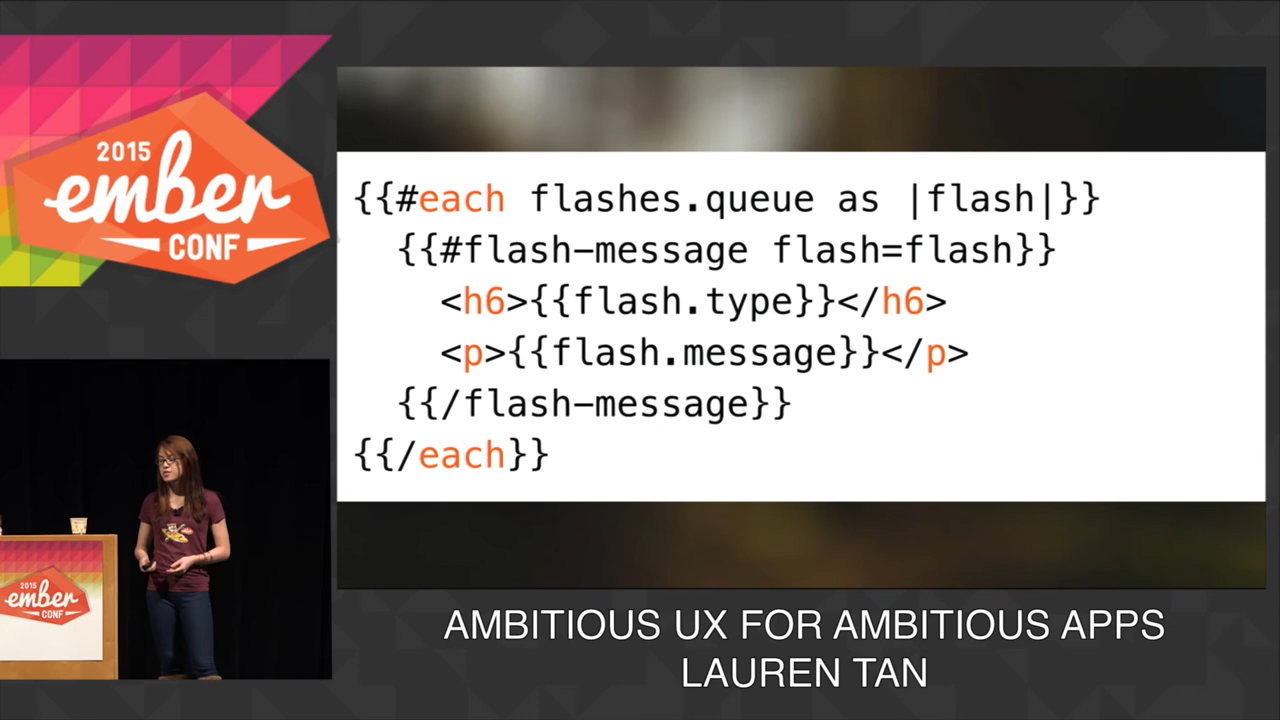 2015
ember
CONF
{{#each flashes.queue as |flash|}}
  {{#flash-message flash=flash}}
    <h6>{{flash.type}}</h6>
    <p>{{flash.message}}</p>
  {{/flash-message}}
{{/each}}
2015
ember
CONF
AMBITIOUS UX FOR AMBITIOUS APPS
LAUREN TAN